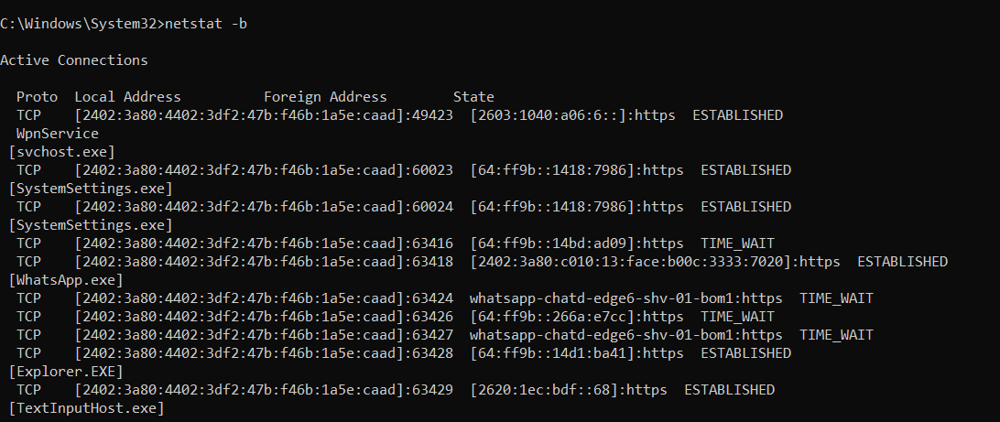 C:\Windows\System32>netstat -b
Active Connections
Proto  Local Address          Foreign Address        State
TCP    [2402:3a80:4402:3df2:47b:f46b:1a5e:caad]:49423  [2603:1040:a06:6::]:https  ESTABLISHED
WpnService
[svchost.exe]
TCP    [2402:3a80:4402:3df2:47b:f46b:1a5e:caad]:60023  [64:ff9b::1418:7986]:https  ESTABLISHED
[SystemSettings.exe]
TCP    [2402:3a80:4402:3df2:47b:f46b:1a5e:caad]:60024  [64:ff9b::1418:7986]:https  ESTABLISHED
[SystemSettings.exe]
TCP    [2402:3a80:4402:3df2:47b:f46b:1a5e:caad]:63416  [64:ff9b::14bd:ad09]:https  TIME_WAIT
TCP    [2402:3a80:4402:3df2:47b:f46b:1a5e:caad]:63418  [2402:3a80:c010:13:face:b00c:3333:7020]:https  ESTABLISHED
[WhatsApp.exe]
TCP    [2402:3a80:4402:3df2:47b:f46b:1a5e:caad]:63424  whatsapp-chatd-edge6-shv-01-bom1:https  TIME_WAIT
TCP    [2402:3a80:4402:3df2:47b:f46b:1a5e:caad]:63426  [64:ff9b::266a:e7cc]:https  TIME_WAIT
TCP    [2402:3a80:4402:3df2:47b:f46b:1a5e:caad]:63427  whatsapp-chatd-edge6-shv-01-bom1:https  TIME_WAIT
TCP    [2402:3a80:4402:3df2:47b:f46b:1a5e:caad]:63428  [64:ff9b::14d1:ba41]:https  ESTABLISHED
[Explorer.EXE]
TCP    [2402:3a80:4402:3df2:47b:f46b:1a5e:caad]:63429  [2620:1ec:bdf::68]:https  ESTABLISHED
[TextInputHost.exe]